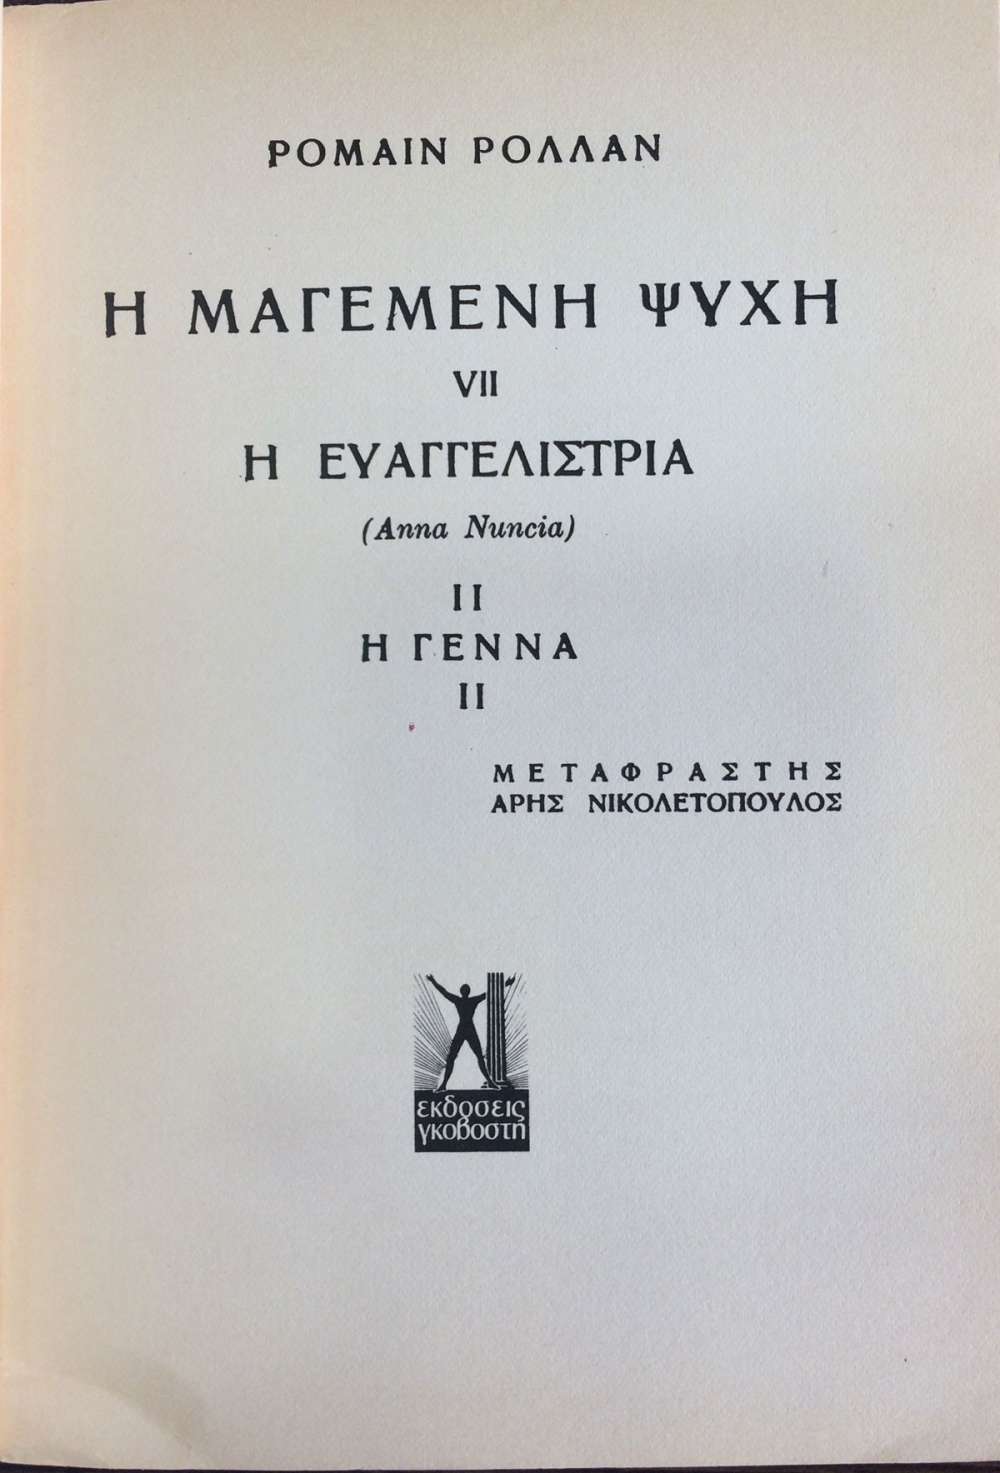 ΡΟΜΑΙΝ ΡΟΛΛΑΝ
Η ΜΑΓΕΜΕΝΗ ΨΥΧΗ
VII
Η ΕΥΑΓΓΕΛΙΣΤΡΙΑ
(Anna Nuncia)
II
Η ΓΕΝΝΑ
II
ΜΕΤΑΦΡΑΣΤΗΣ
ΑΡΗΣ ΝΙΚΟΛΕΤΟΠΟΥΛΟΣ
εκδοσεις
γκοβοστη